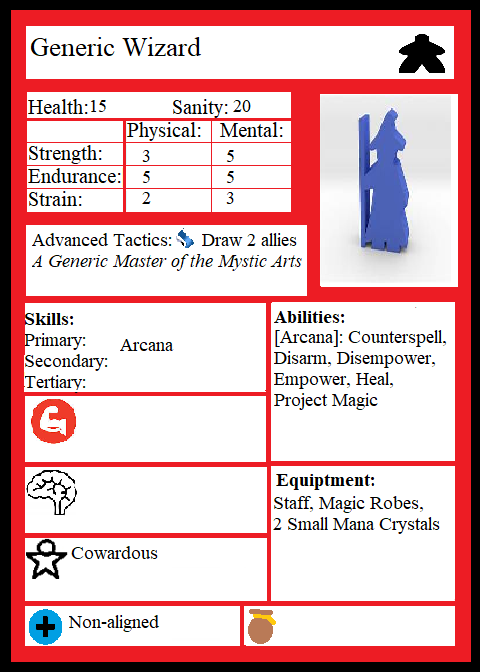 Generic Wizard
Health:15 Sanity: 20
Physical: Mental:
Strength: 3 5
Endurance: 5 5
Strain: 2 3
Advanced Tactics: Draw 2 allies
A Generic Master of the Mystic Arts
Skills:
Primary:
Secondary: Arcana
Tertiary:
Abilities:
[Arcana]: Counterspell,
Disarm, Disempower,
Empower, Heal,
Project Magic
Equiptment:
Staff, Magic Robes,
2 Small Mana Crystals
Cowardous
Non-aligned